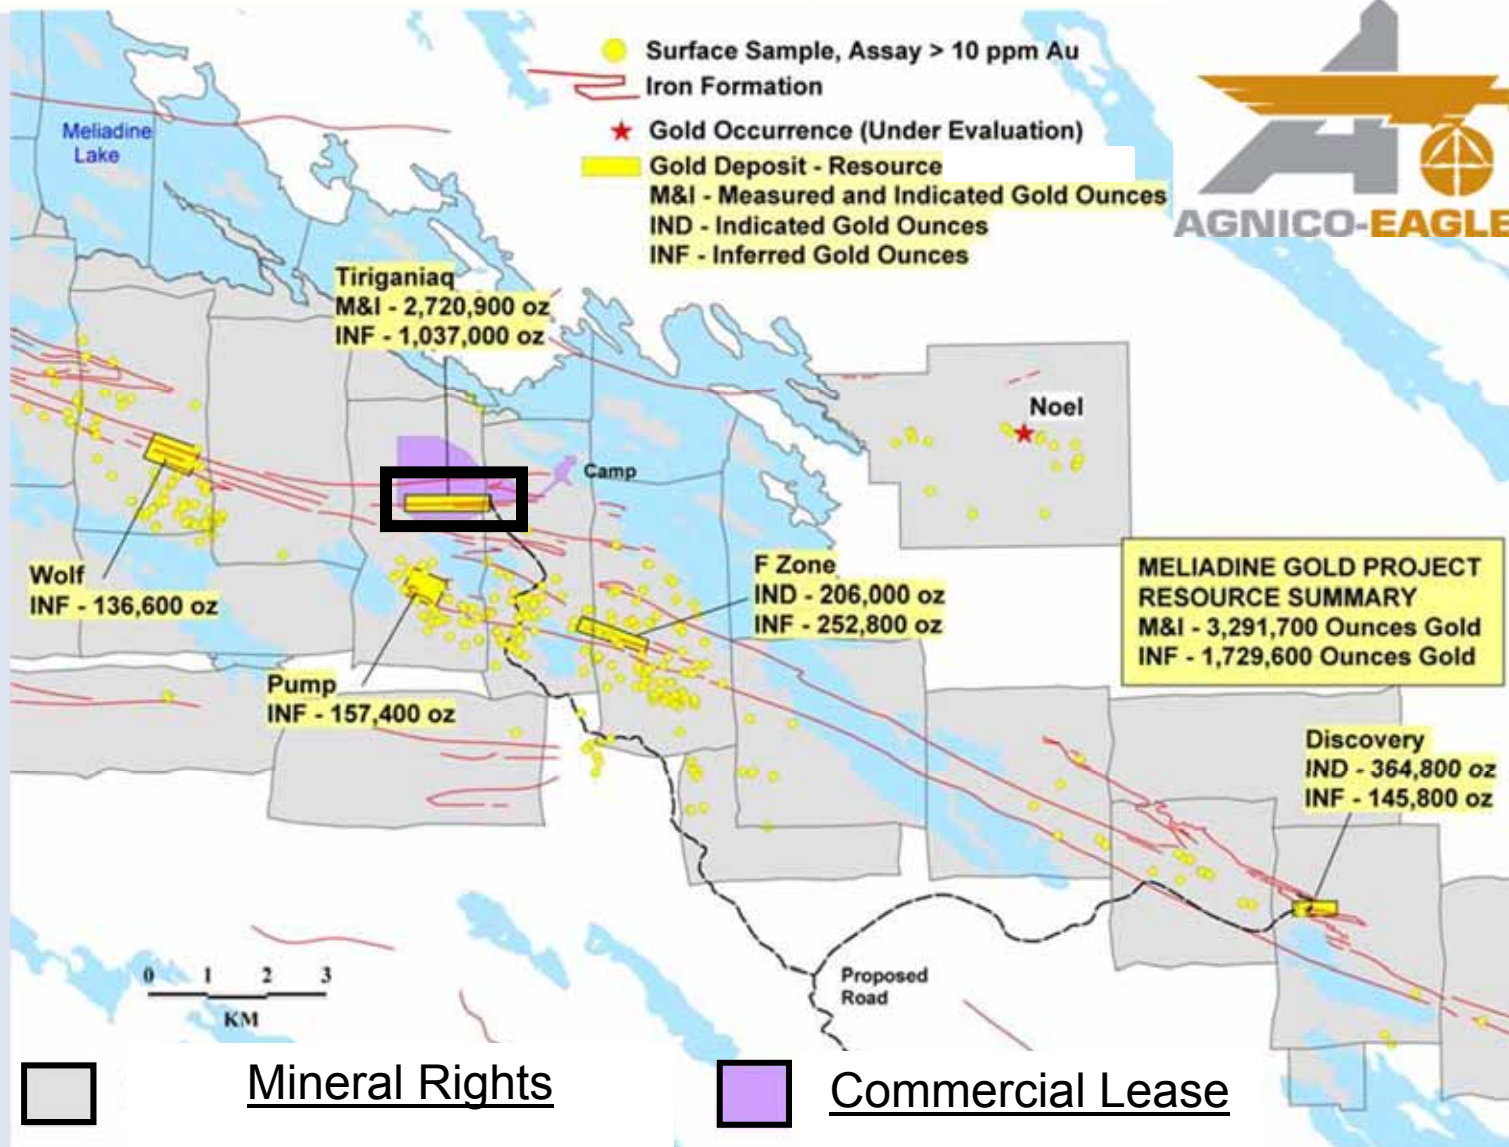 Surface Sample, Assay > 10 ppm Au
Iron Formation
Gold Occurrence (Under Evaluation)
Gold Deposit - Resource
M&I - Measured and Indicated Gold Ounces
IND - Indicated Gold Ounces
INF - Inferred Gold Ounces
AGNICO-EAGLE
Meliadine
Lake
Tiriganiaq
M&I - 2,720,900 oz
INF - 1,037,000 oz
Noel
Camp
Wolf
INF - 136,600 oz
F Zone
IND - 206,000 oz
INF - 252,800 oz
MELIADINE GOLD PROJECT
RESOURCE SUMMARY
M&I - 3,291,700 Ounces Gold
INF - 1,729,600 Ounces Gold
Pump
INF - 157,400 oz
Discovery
IND - 364,800 oz
INF - 145,800 oz
Proposed
Road
0 1 2 3
KM
Mineral Rights
Commercial Lease